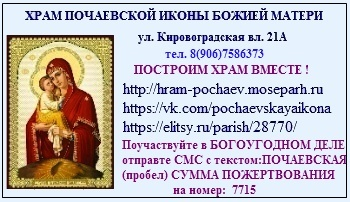 ХРАМ ПОЧАЕВСКОЙ ИКОНЫ БОЖИЕЙ МАТЕРИ
ул. Кировоградская вл. 21А
тел. 8(906)7586373
ПОСТРОИМ ХРАМ ВМЕСТЕ !
http://hram-pochaev.moseparh.ru
https://vk.com/pochaevskayaikona
https://elitsy.ru/parish/28770/
Поучаствуйте в БОГОУГОДНОМ ДЕЛЕ
отправте СМС с текстом:ПОЧАЕВСКАЯ
(пробел) СУММА ПОЖЕРТВОВАНИЯ
на номер: 7715